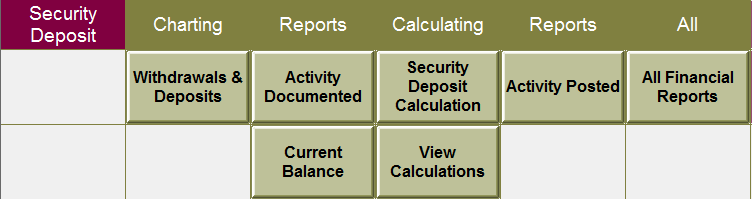 Security
Deposit
Charting
Reports
Calculating
Reports
All
Withdrawals &
Deposits
Activity
Documented
Security
Deposit
Calculation
Activity Posted
All Financial
Reports
Current
Balance
View
Calculations